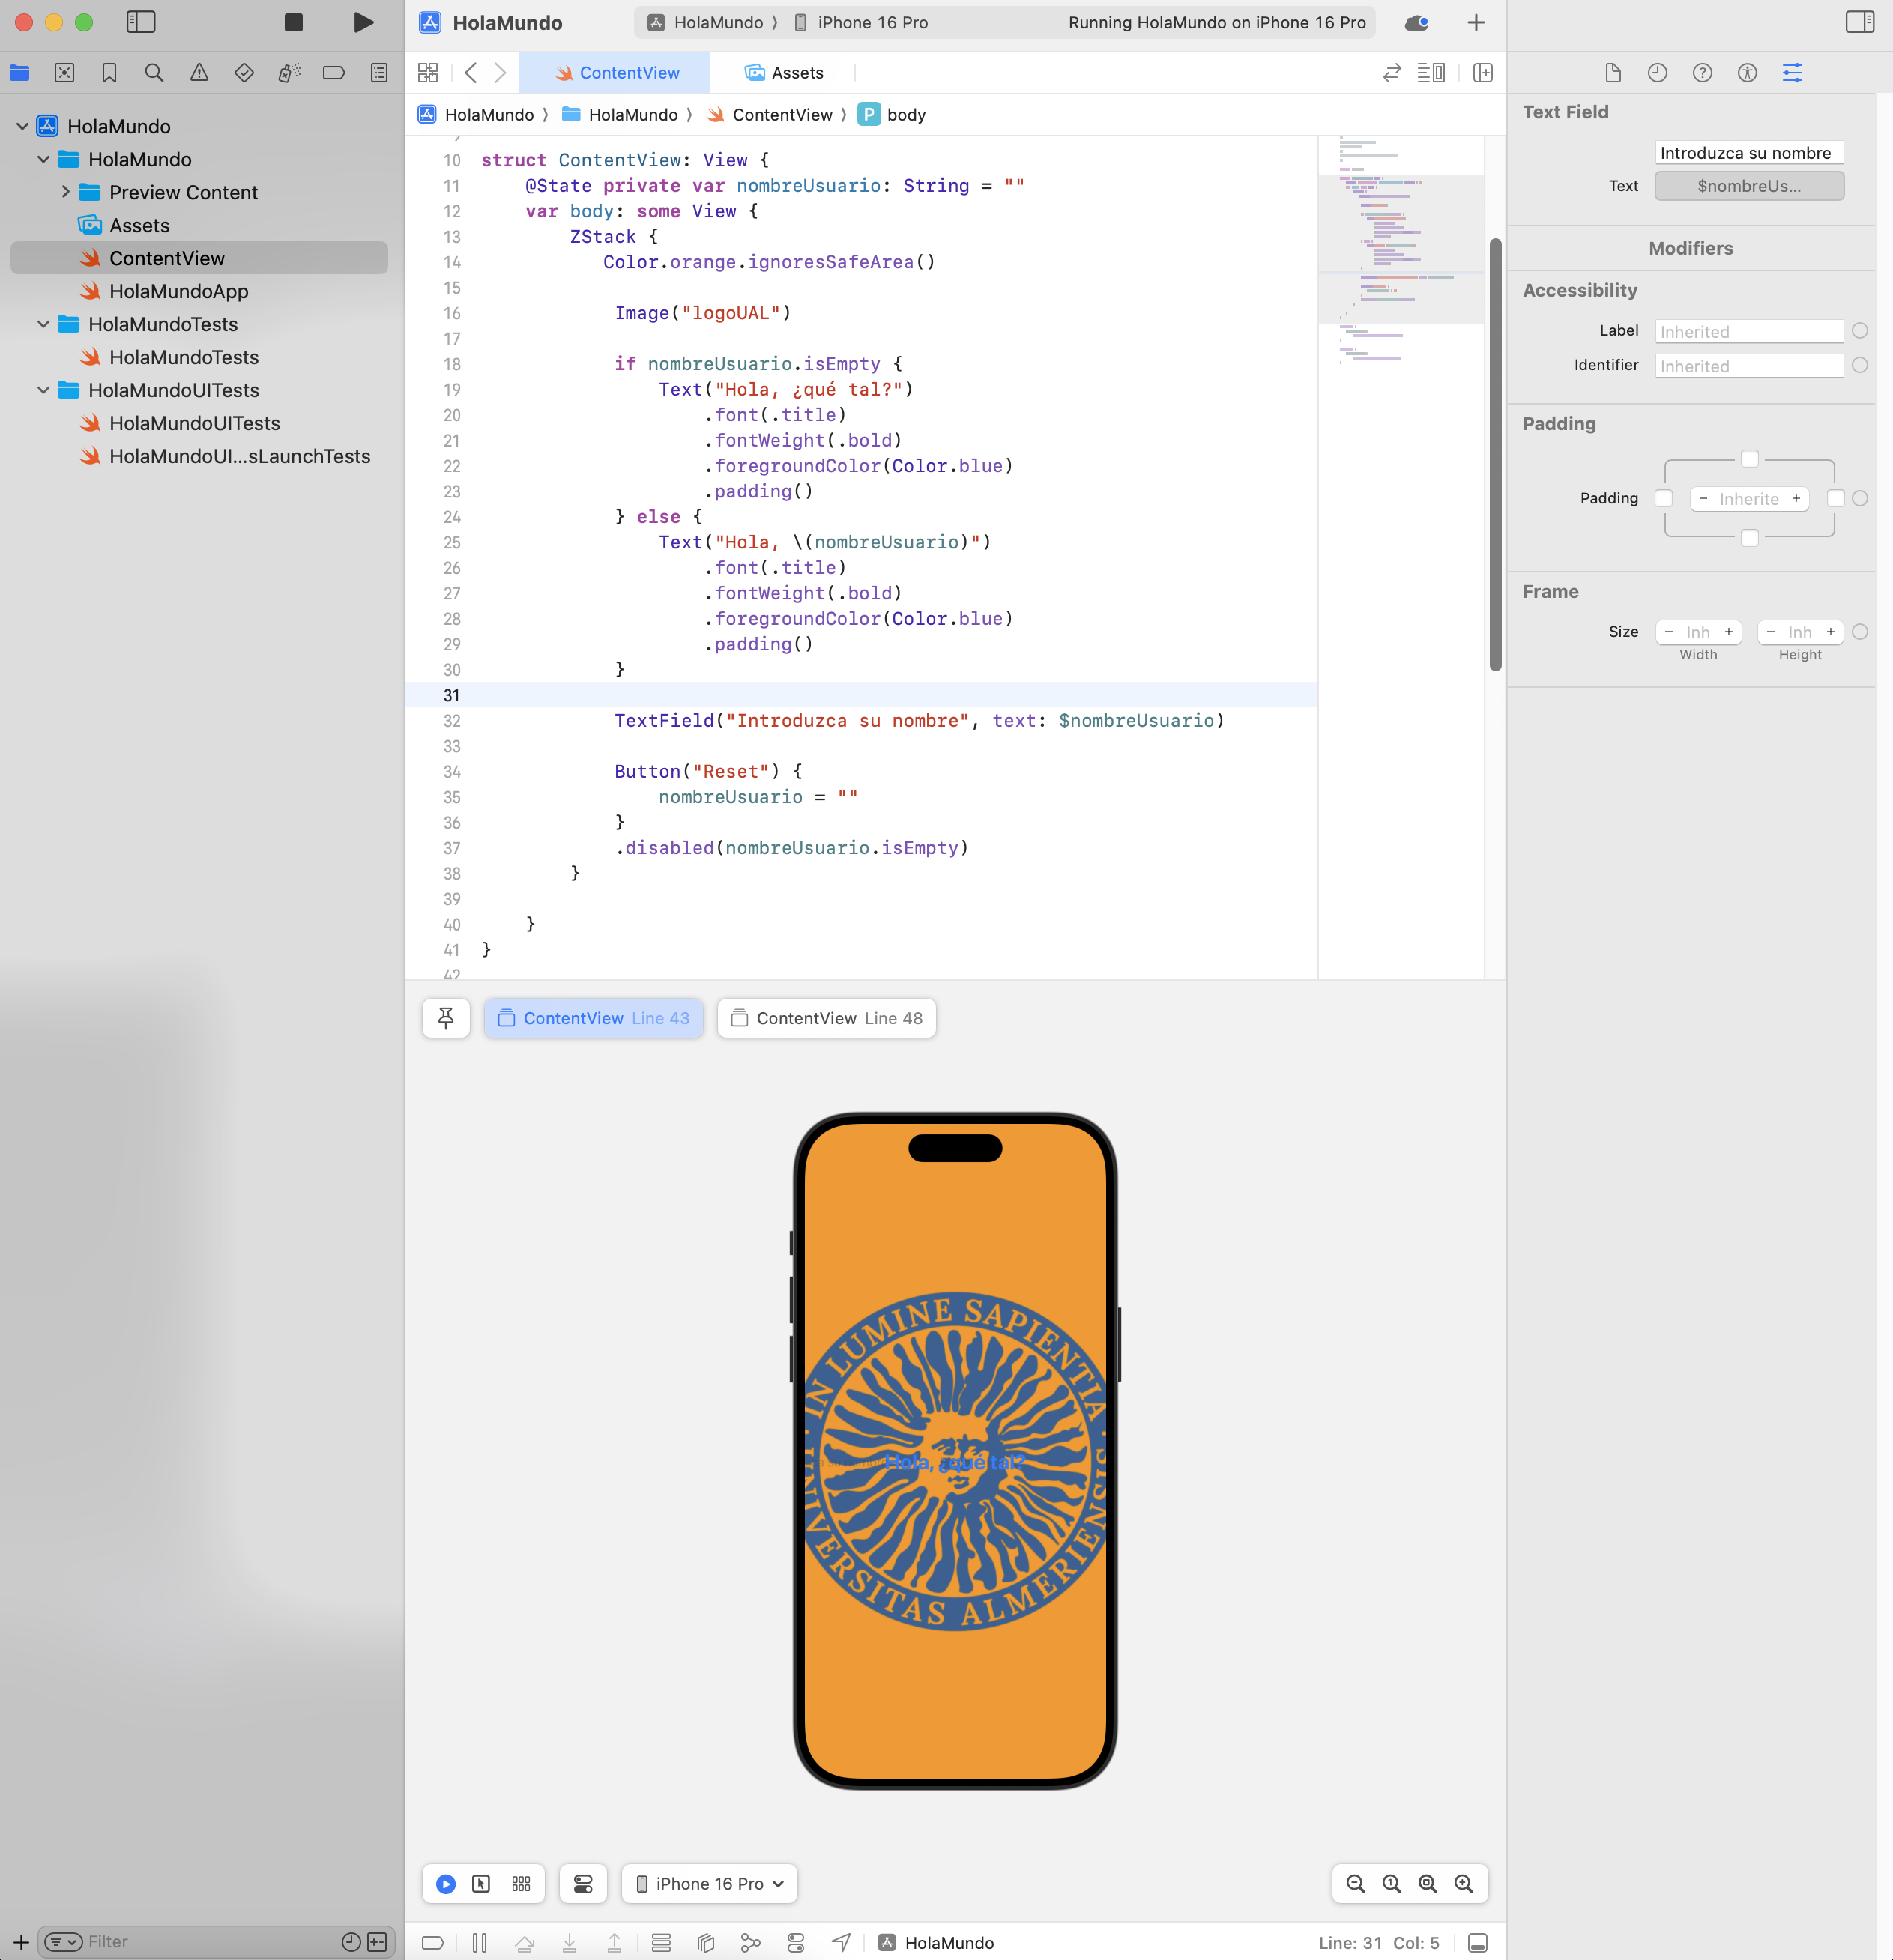 HolaMundo
HolaMundo
iPhone 16 Pro
Running HolaMundo on iPhone 16 Pro
ContentView
Assets
HolaMundo
HolaMundo
ContentView
P
body
HolaMundo
HolaMundo
Preview Content
Assets
ContentView
HolaMundoApp
HolaMundoTests
HolaMundoTests
HolaMundoUITests
HolaMundoUITests
HolaMundoUI...sLaunchTests
10 struct ContentView: View {
11 @State private var nombreUsuario: String = ""
12 var body: some View {
13 ZStack {
14 Color.orange.ignoresSafeArea()
15
16 Image("logoUAL")
17
18 if nombreUsuario.isEmpty {
19 Text("Hola, ¿qué tal?")
20 .font(.title)
21 .fontWeight(.bold)
22 .foregroundColor(Color.blue)
23 .padding()
24 } else {
25 Text("Hola, \(nombreUsuario)")
26 .font(.title)
27 .fontWeight(.bold)
28 .foregroundColor(Color.blue)
29 .padding()
30 }
31
32 TextField("Introduzca su nombre", text: $nombreUsuario)
33
34 Button("Reset") {
35 nombreUsuario = ""
36 }
37 .disabled(nombreUsuario.isEmpty)
38 }
39
40 }
41 }
42
ContentView Line 43
ContentView Line 48
IN LUMINE SAPIENTIA
VERSITAS ALMERIEN
Hola, ¿qué tal?
iPhone 16 Pro
Filter
HolaMundo
Line: 31 Col: 5
Text Field
Introduzca su nombre
Text
$nombreUs...
Modifiers
Accessibility
Label
Inherited
Identifier
Inherited
Padding
Padding
− Inherite +
Frame
Size
− Inh +
− Inh +
Width
Height